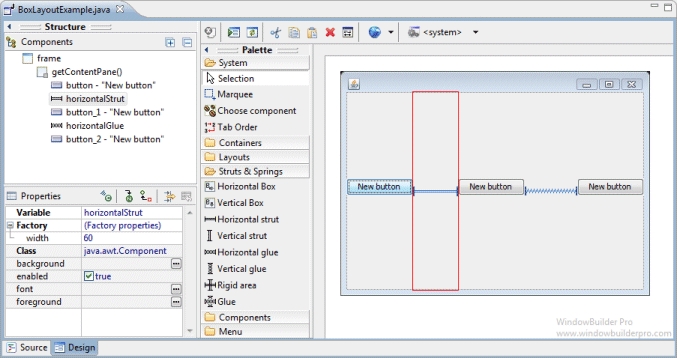 BoxLayoutExample.java
Structure
Components
frame
getContentPane()
button - "New button"
horizontalStrut
button_1 - "New button"
horizontalGlue
button_2 - "New button"
Properties
Variable horizontalStrut
Factory (Factory properties)
width 60
Class java.awt.Component
background
enabled true
font
foreground
Source Design
<system>
Palette
System
Selection
Marquee
Choose component
Tab Order
Containers
Layouts
Struts & Springs
Horizontal Box
Vertical Box
Horizontal strut
Vertical strut
Horizontal glue
Vertical glue
Rigid area
Glue
Components
Menu
New button New button New button
WindowBuilder Pro
www.windowbuilderpro.com